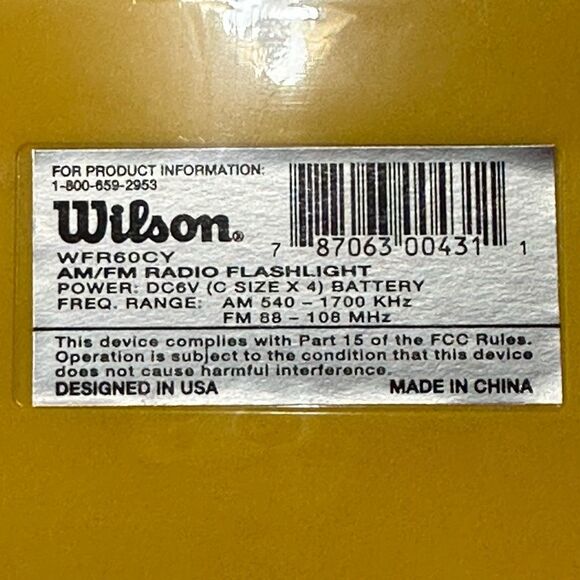 FOR PRODUCT INFORMATION:
1-800-659-2953
Wilson®
7 87063 00431 1
WFR60CY
AM/FM RADIO FLASHLIGHT
POWER: DC6V (C SIZE X 4) BATTERY
FREQ. RANGE: AM 540 – 1700 KHz
FM 88 – 108 MHz
This device complies with Part 15 of the FCC Rules.
Operation is subject to the condition that this device
does not cause harmful interference.
DESIGNED IN USA MADE IN CHINA